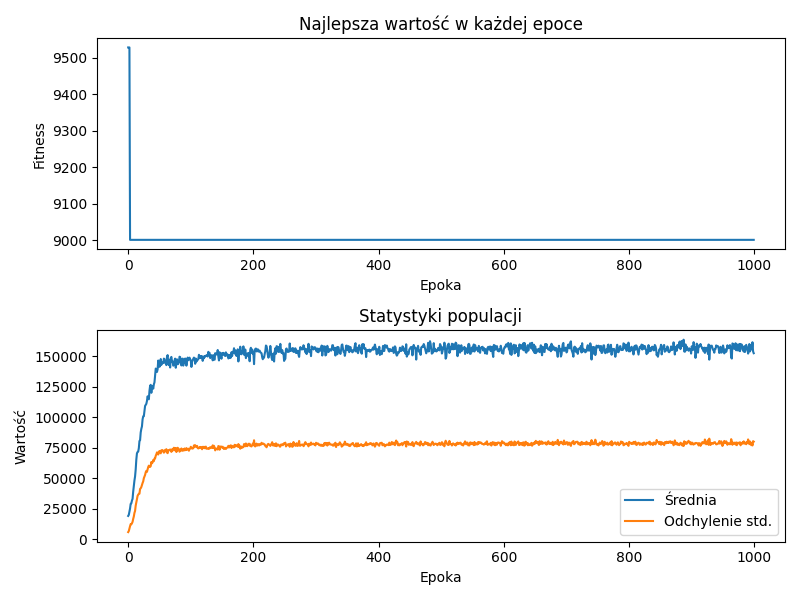 Najlepsza wartość w każdej epoce
9500
9400
9300
9200
9100
9000
Fitness
0 200 400 600 800 1000
Epoka
Statystyki populacji
150000
125000
100000
75000
50000
25000
0
Wartość
Średnia
Odchylenie std.
0 200 400 600 800 1000
Epoka